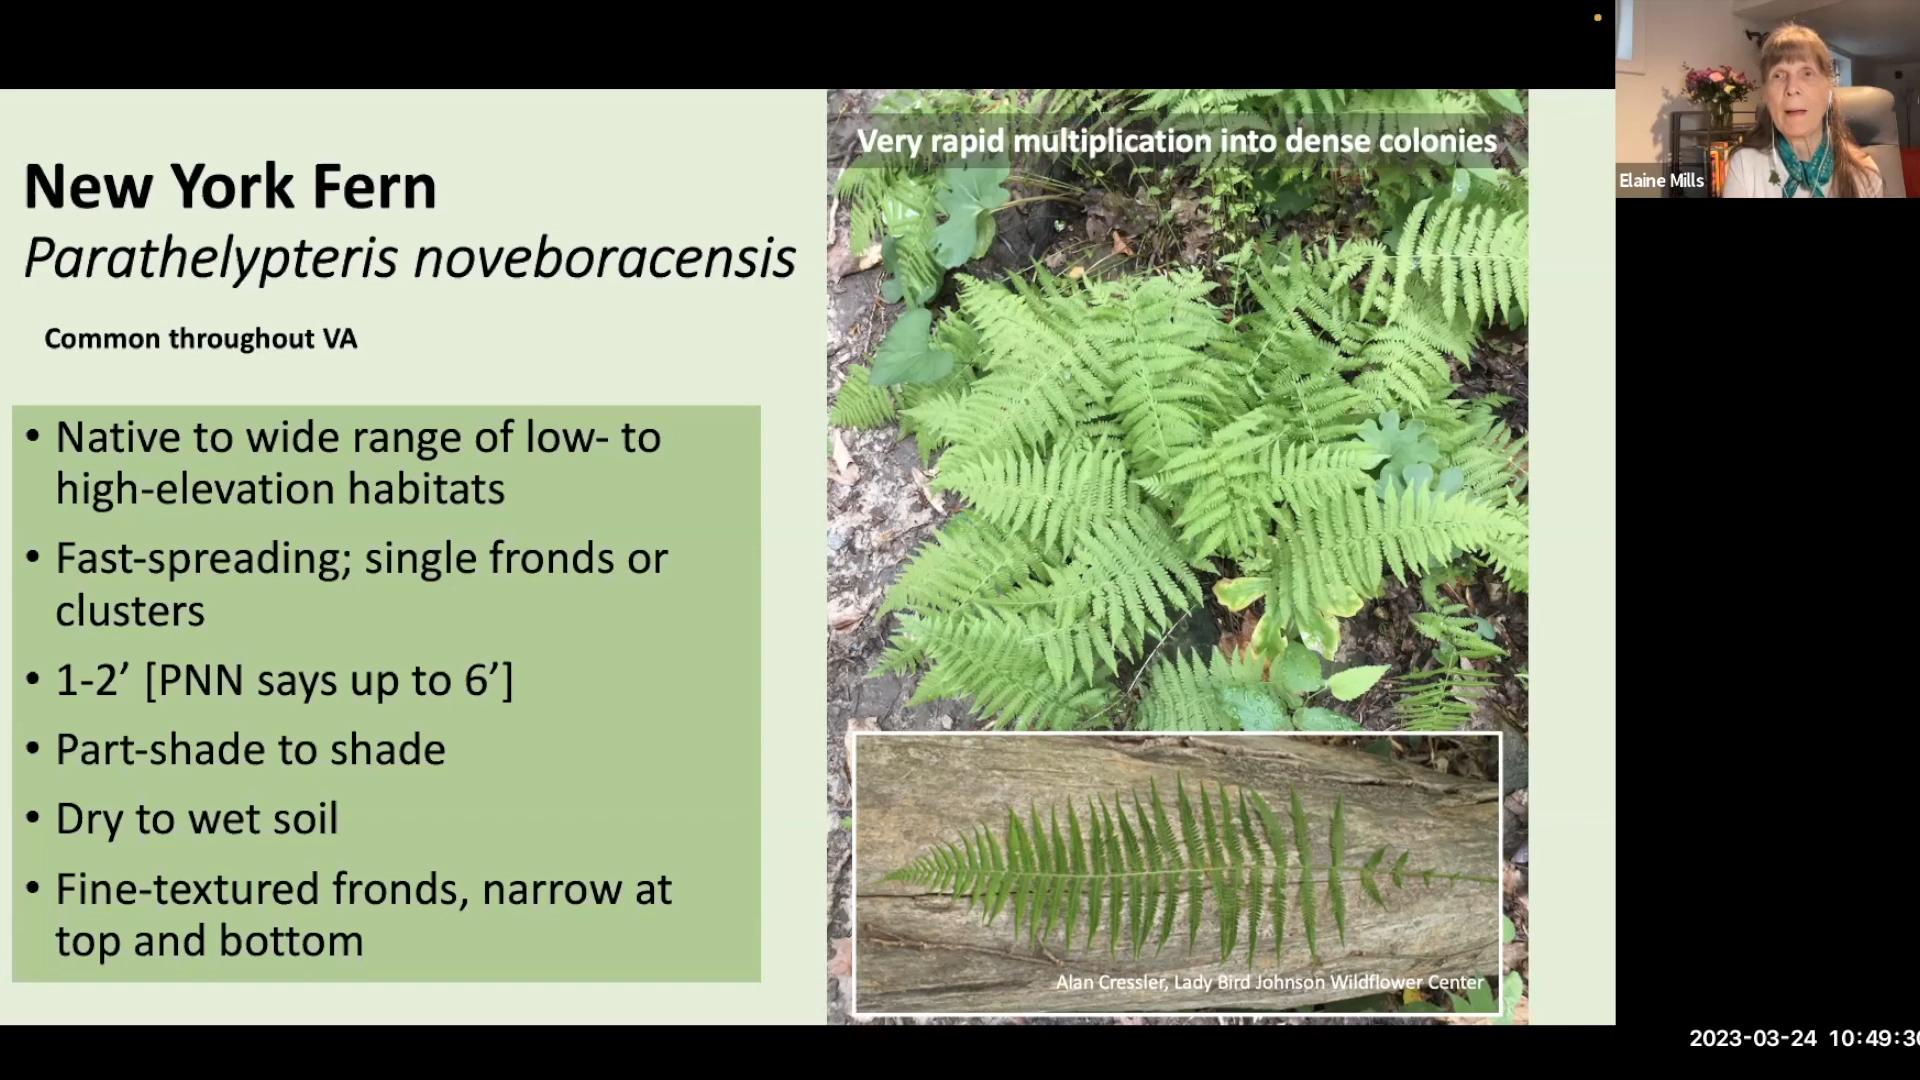 Very rapid multiplication into dense colonies
New York Fern
Parathelypteris noveboracensis
Common throughout VA
• Native to wide range of low- to
high-elevation habitats
• Fast-spreading; single fronds or
clusters
• 1-2’ [PNN says up to 6’]
• Part-shade to shade
• Dry to wet soil
• Fine-textured fronds, narrow at
top and bottom
Alan Cressler, Lady Bird Johnson Wildflower Center
Elaine Mills
2023-03-24 10:49:3